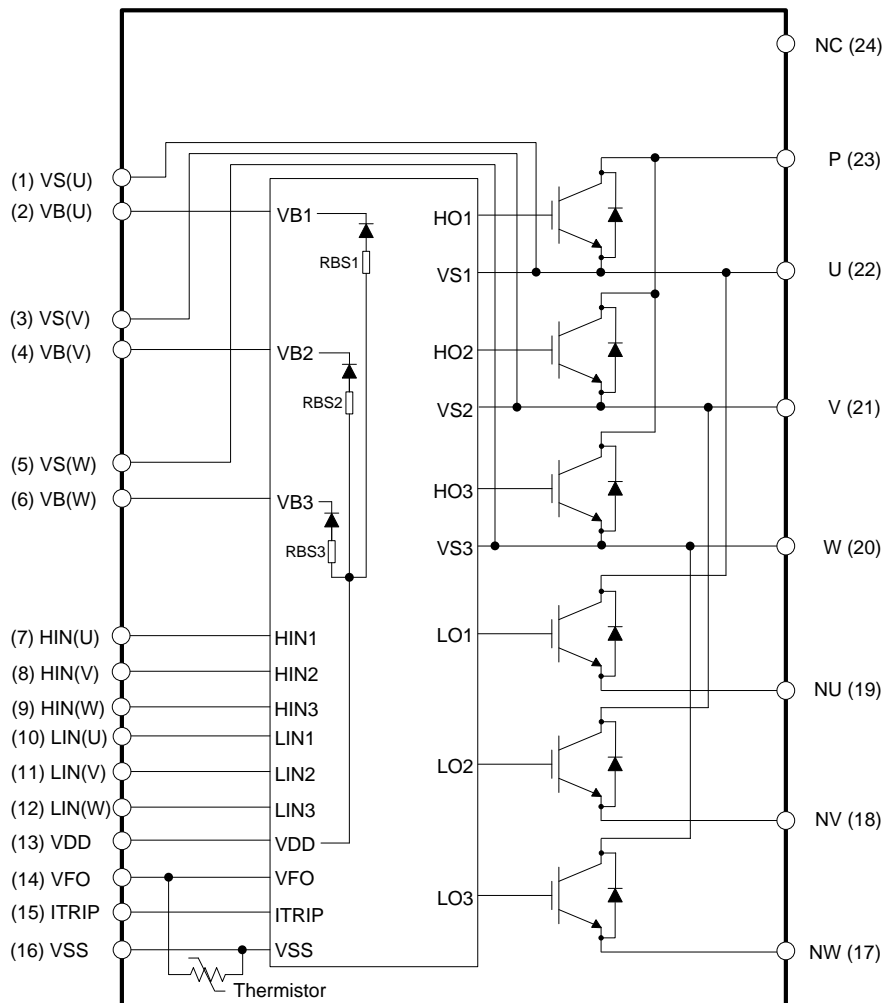 NC (24)
(1) VS(U)
(2) VB(U)
(3) VS(V)
(4) VB(V)
(5) VS(W)
(6) VB(W)
(7) HIN(U)
(8) HIN(V)
(9) HIN(W)
(10) LIN(U)
(11) LIN(V)
(12) LIN(W)
(13) VDD
(14) VFO
(15) ITRIP
(16) VSS
VB1
RBS1
VB2
RBS2
VB3
RBS3
HIN1
HIN2
HIN3
LIN1
LIN2
LIN3
VDD
VFO
ITRIP
VSS
Thermistor
HO1
VS1
HO2
VS2
HO3
VS3
LO1
LO2
LO3
P (23)
U (22)
V (21)
W (20)
NU (19)
NV (18)
NW (17)